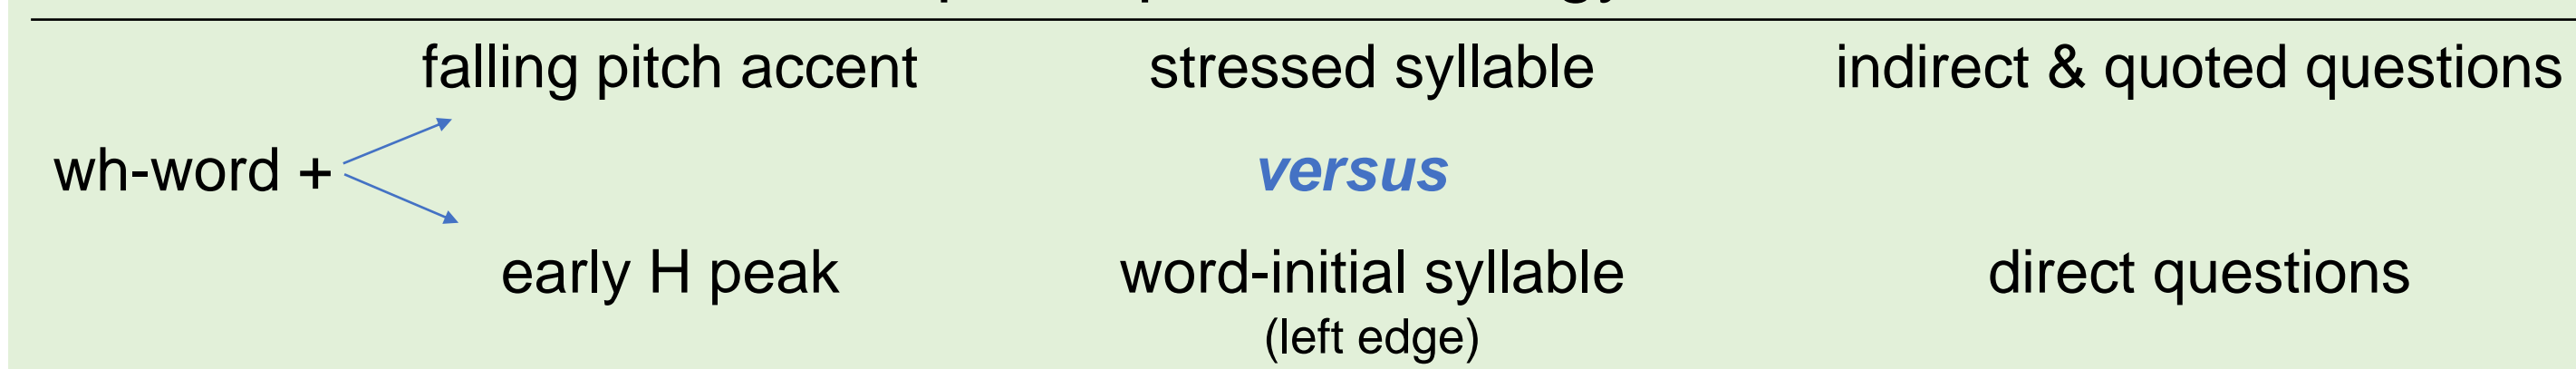 falling pitch accent stressed syllable indirect & quoted questions
wh-word + versus
early H peak word-initial syllable direct questions
(left edge)